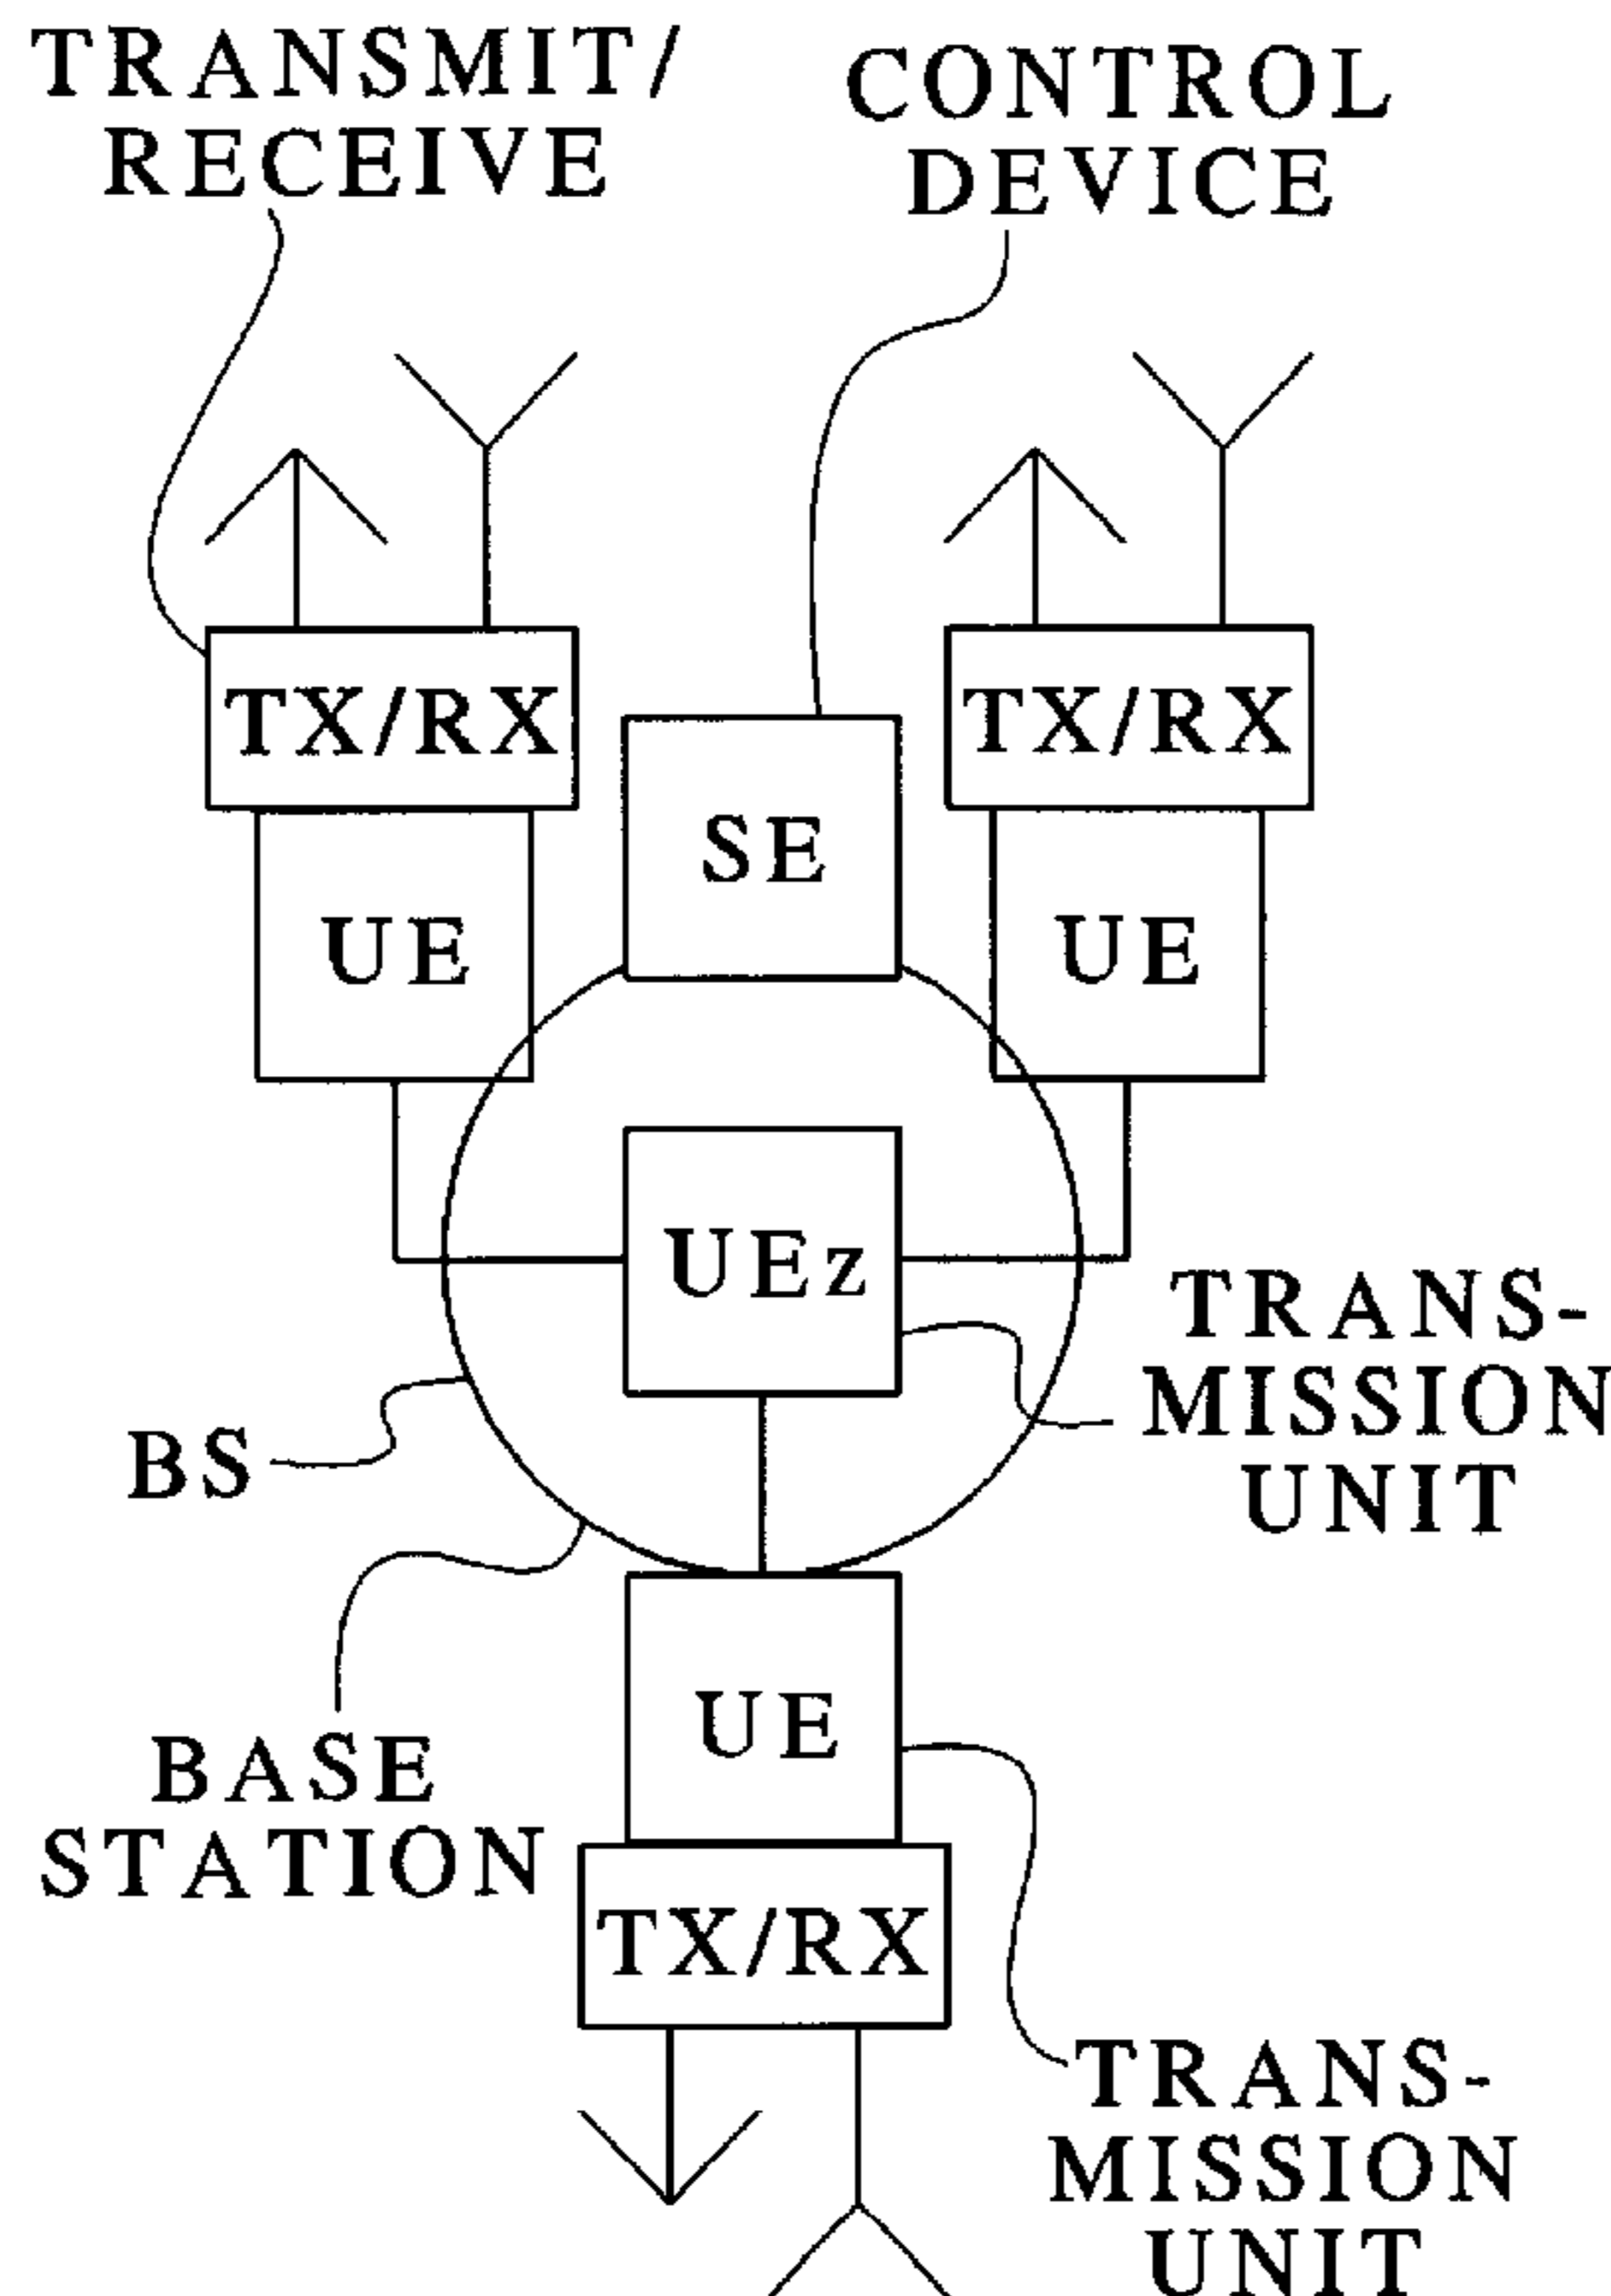 TRANSMIT/
RECEIVE
CONTROL
DEVICE
TX/RX
TX/RX
SE
UE
UE
UEz
TRANS-
MISSION
UNIT
BS
UE
BASE
STATION
TX/RX
TRANS-
MISSION
UNIT